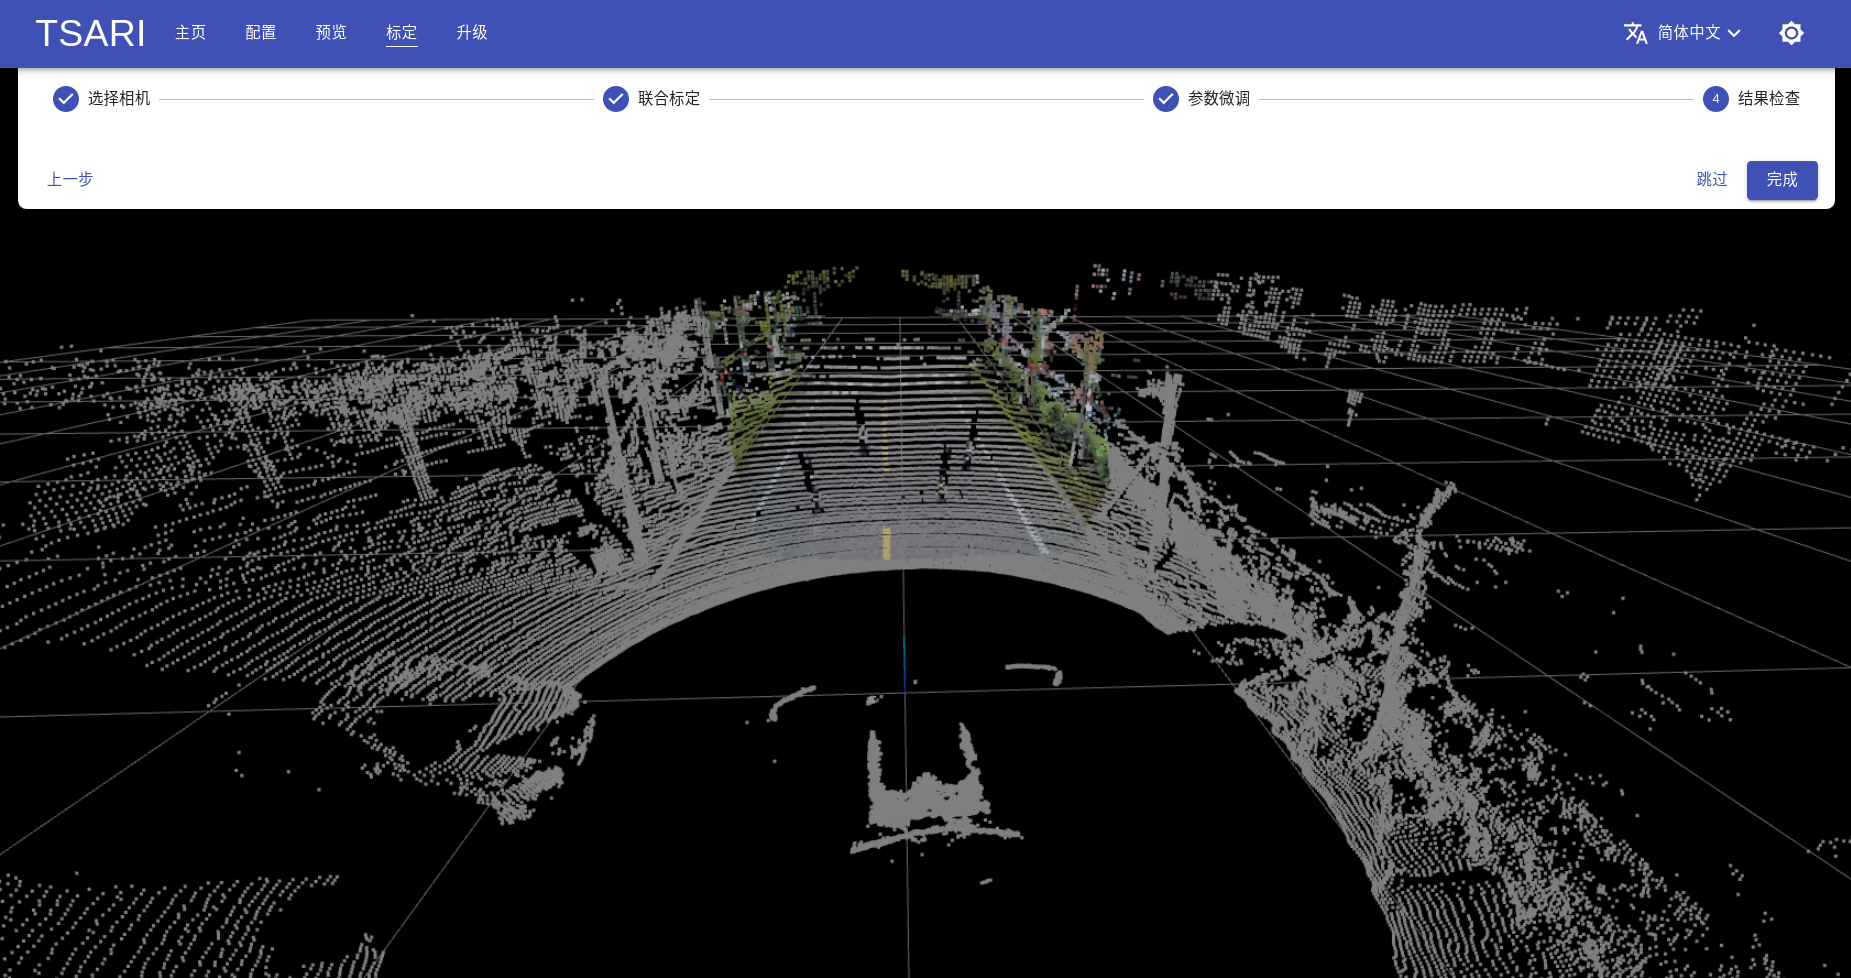 TSARI 主页 配置 预览 标定 升级 简体中文
选择相机 联合标定 参数微调 4 结果检查
上一步 跳过 完成